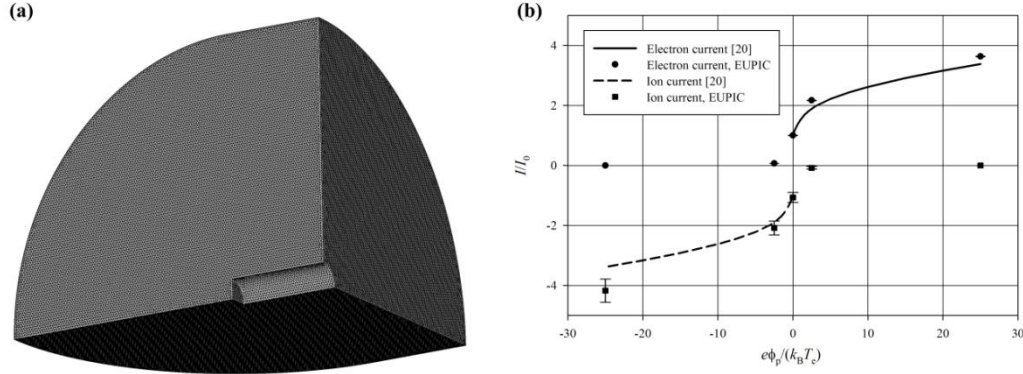 (a)
(b)
4
2
0
-2
-4
I/I₀
Electron current [20]
Electron current, EUPIC
Ion current [20]
Ion current, EUPIC
-30 -20 -10 0 10 20 30
eϕₚ/(k_BTₑ)